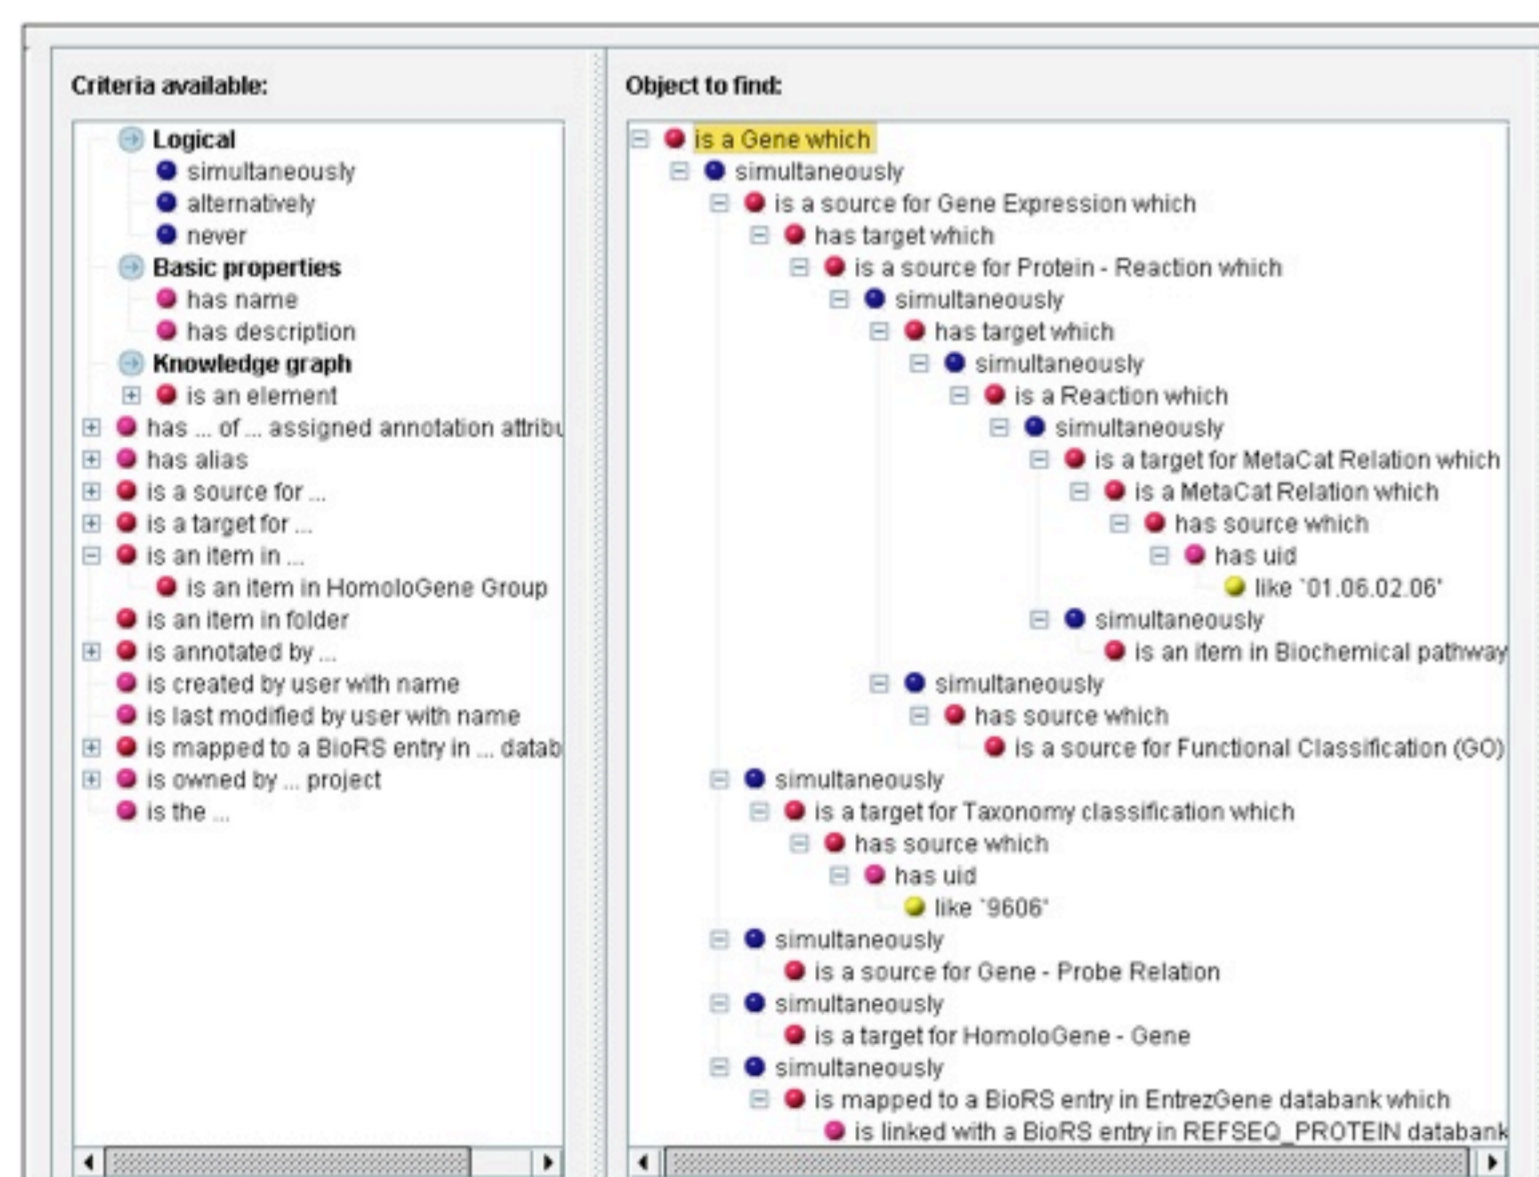 Criteria available:
Logical
simultaneously
alternatively
never
Basic properties
has name
has description
Knowledge graph
is an element
has ... of ... assigned annotation attribu
has alias
is a source for ...
is a target for ...
is an item in ...
is an item in HomoloGene Group
is an item in folder
is annotated by ...
is created by user with name
is last modified by user with name
is mapped to a BioRS entry in ... datab
is owned by ... project
is the ...
Object to find:
is a Gene which
simultaneously
is a source for Gene Expression which
has target which
is a source for Protein - Reaction which
simultaneously
has target which
simultaneously
is a Reaction which
simultaneously
is a target for MetaCat Relation which
is a MetaCat Relation which
has source which
has uid
like `01.06.02.06'
simultaneously
is an item in Biochemical pathway
simultaneously
has source which
is a source for Functional Classification (GO)
simultaneously
is a target for Taxonomy classification which
has source which
has uid
like `9606'
simultaneously
is a source for Gene - Probe Relation
simultaneously
is a target for HomoloGene - Gene
simultaneously
is mapped to a BioRS entry in EntrezGene databank which
is linked with a BioRS entry in REFSEQ_PROTEIN databank